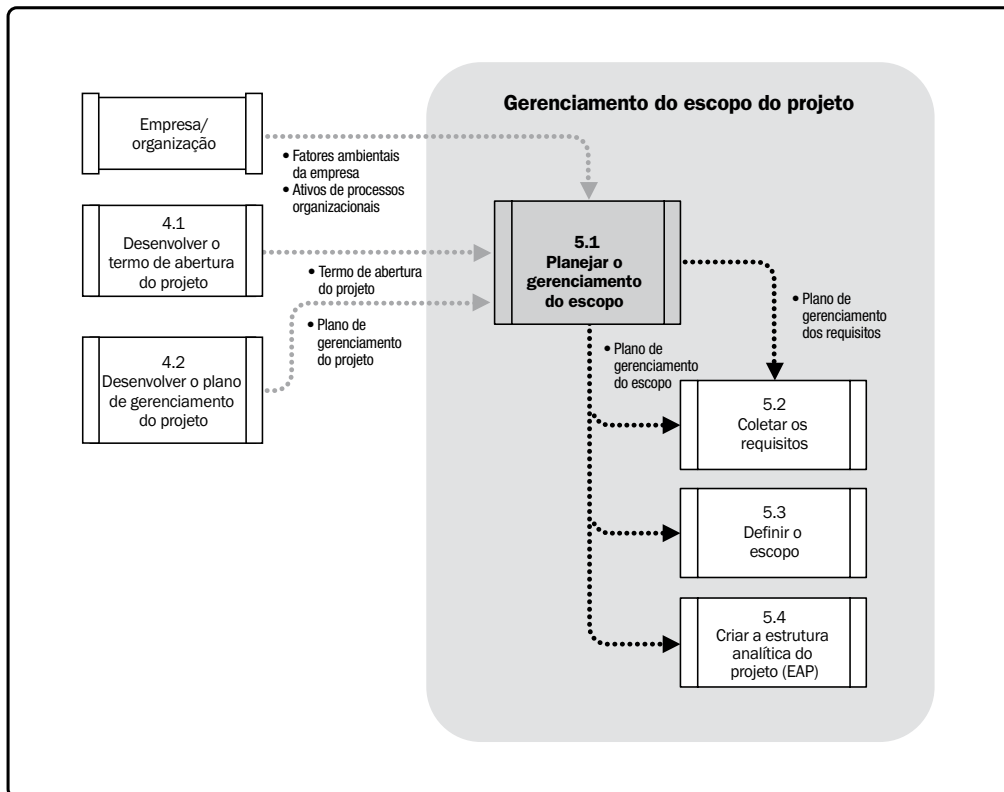 Gerenciamento do escopo do projeto
Empresa/
organização
• Fatores ambientais
da empresa
• Ativos de processos
organizacionais
4.1
Desenvolver o
termo de abertura
do projeto
• Termo de abertura
do projeto
• Plano de
gerenciamento
do projeto
4.2
Desenvolver o plano
de gerenciamento
do projeto
5.1
Planejar o
gerenciamento
do escopo
• Plano de
gerenciamento
dos requisitos
• Plano de
gerenciamento
do escopo
5.2
Coletar os
requisitos
5.3
Definir o
escopo
5.4
Criar a estrutura
analítica do
projeto (EAP)